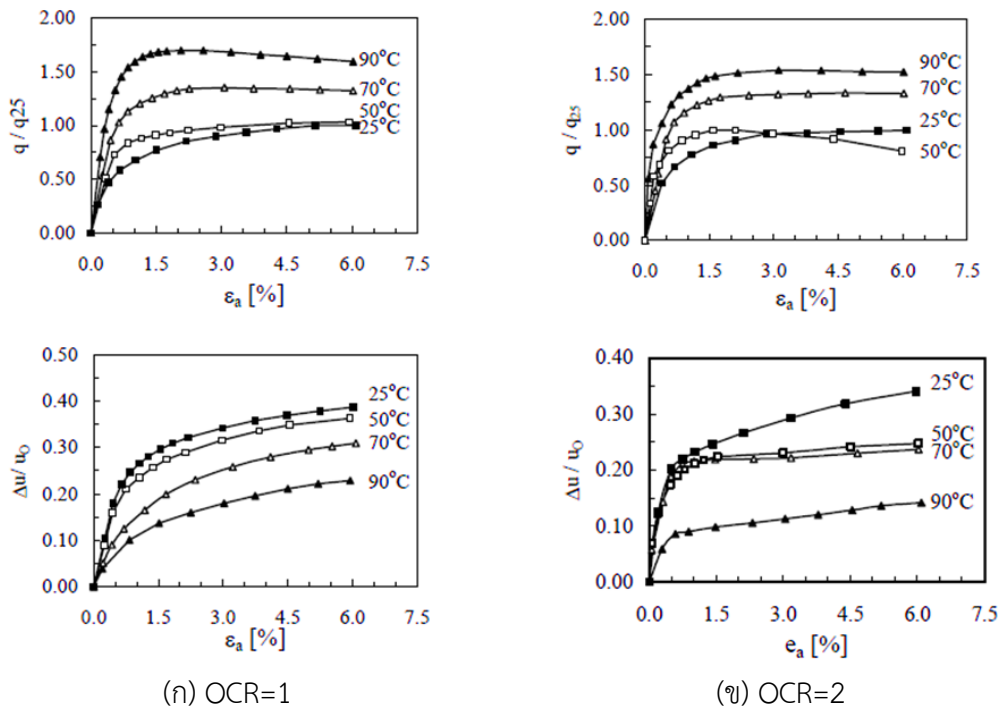 2.00
1.50
1.00
0.50
0.00
q / q25
90°C
70°C
50°C
25°C
0.0 1.5 3.0 4.5 6.0 7.5
εa [%]
2.00
1.50
1.00
0.50
0.00
q / q25
90°C
70°C
25°C
50°C
0.0 1.5 3.0 4.5 6.0 7.5
εa [%]
0.50
0.40
0.30
0.20
0.10
0.00
Δu/ uO
25°C
50°C
70°C
90°C
0.0 1.5 3.0 4.5 6.0 7.5
εa [%]
(ก) OCR=1
0.40
0.30
0.20
0.10
0.00
Δu / uO
25°C
50°C
70°C
90°C
0.0 1.5 3.0 4.5 6.0 7.5
ea [%]
(ข) OCR=2